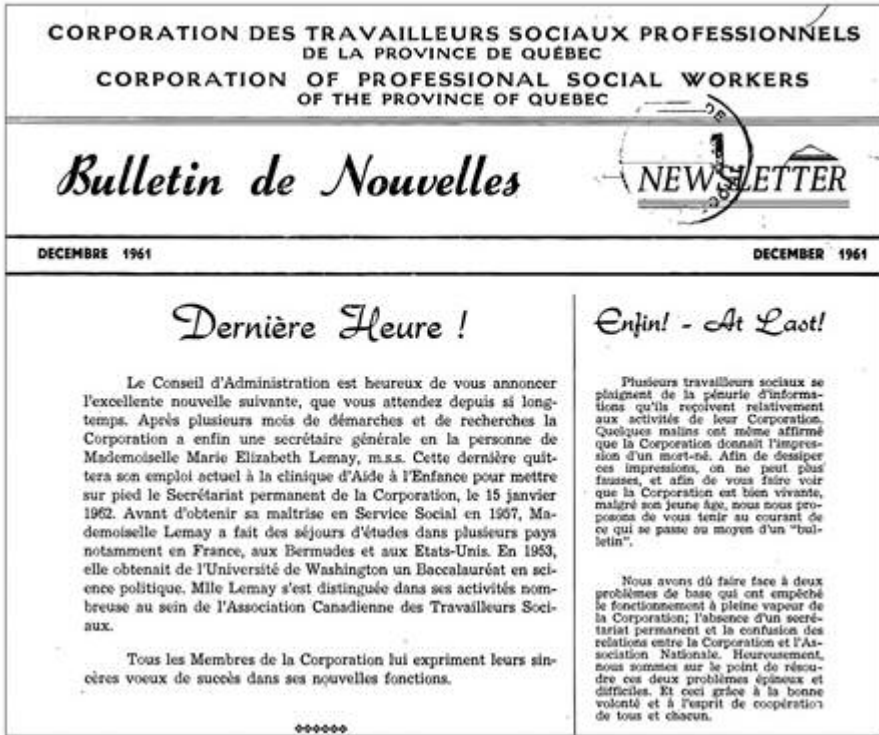 CORPORATION DES TRAVAILLEURS SOCIAUX PROFESSIONNELS
DE LA PROVINCE DE QUÉBEC
CORPORATION OF PROFESSIONAL SOCIAL WORKERS
OF THE PROVINCE OF QUEBEC
Bulletin de Nouvelles
NEWSLETTER
DECEMBRE 1961
DECEMBER 1961
Dernière Heure !
Le Conseil d'Administration est heureux de vous annoncer
l'excellente nouvelle suivante, que vous attendez depuis si long-
temps. Après plusieurs mois de démarches et de recherches la
Corporation a enfin une secrétaire générale en la personne de
Mademoiselle Marie Elizabeth Lemay, m.s.s. Cette dernière quit-
tera son emploi actuel à la clinique d'Aide à l'Enfance pour mettre
sur pied le Secrétariat permanent de la Corporation, le 15 janvier
1962. Avant d'obtenir sa maîtrise en Service Social en 1957, Ma-
demoiselle Lemay a fait des séjours d'études dans plusieurs pays
notamment en France, aux Bermudes et aux Etats-Unis. En 1953,
elle obtenait de l'Université de Washington un Baccalauréat en sci-
ence politique. Mlle Lemay s'est distinguée dans ses activités nom-
breuse au sein de l'Association Canadienne des Travailleurs Soci-
aux.
Tous les Membres de la Corporation lui expriment leurs sin-
cères voeux de succès dans ses nouvelles fonctions.
Enfin! - At Last!
Plusieurs travailleurs sociaux se
plaignent de la pénurie d'informa-
tions qu'ils reçoivent relativement
aux activités de leur Corporation.
Quelques malins ont même affirmé
que la Corporation donnait l'impres-
sion d'un mort-né. Afin de dessiper
ces impressions, on ne peut plus
fausses, et afin de vous faire voir
que la Corporation est bien vivante,
malgré son jeune âge, nous nous pro-
posons de vous tenir au courant de
ce qui se passe au moyen d'un "bul-
letin".
Nous avons dû faire face à deux
problèmes de base qui ont empêché
le fonctionnement à pleine vapeur de
la Corporation; l'absence d'un secré-
tariat permanent et la confusion des
relations entre la Corporation et l'As-
sociation Nationale. Heureusement,
nous sommes sur le point de résou-
dre ces deux problèmes épineux et
difficiles. Et ceci grâce à la bonne
volonté et à l'esprit de coopération
de tous et chacun.